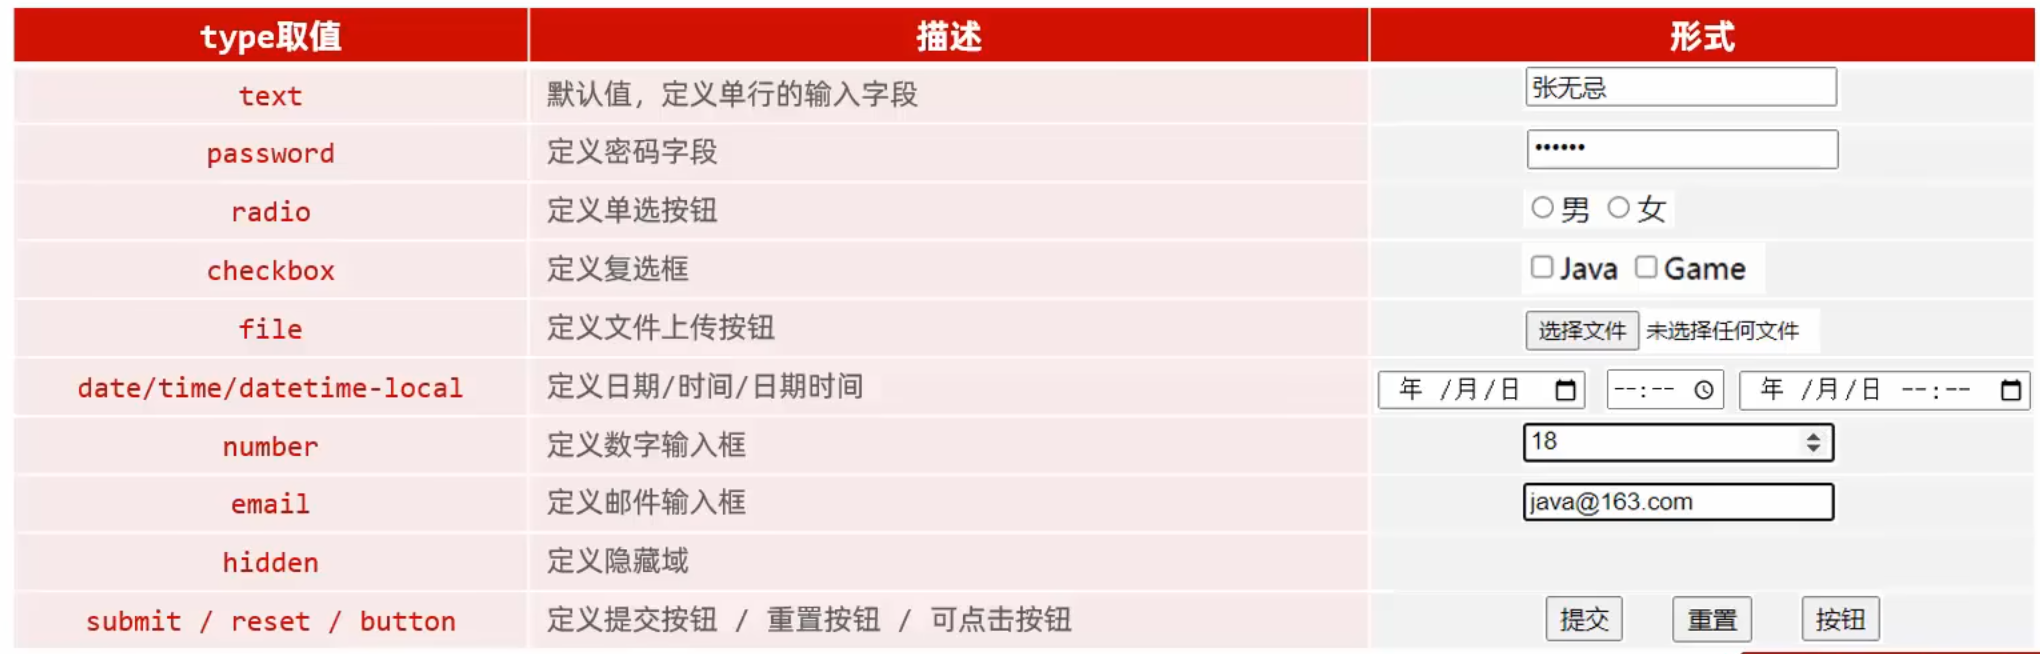 type取值 描述 形式
text 默认值，定义单行的输入字段 张无忌
password 定义密码字段 ••••••
radio 定义单选按钮 男 女
checkbox 定义复选框 Java Game
file 定义文件上传按钮 选择文件 未选择任何文件
date/time/datetime-local 定义日期/时间/日期时间 年 /月/日 --:-- 年 /月/日 --:--
number 定义数字输入框 18
email 定义邮件输入框 java@163.com
hidden 定义隐藏域
submit / reset / button 定义提交按钮 / 重置按钮 / 可点击按钮 提交 重置 按钮